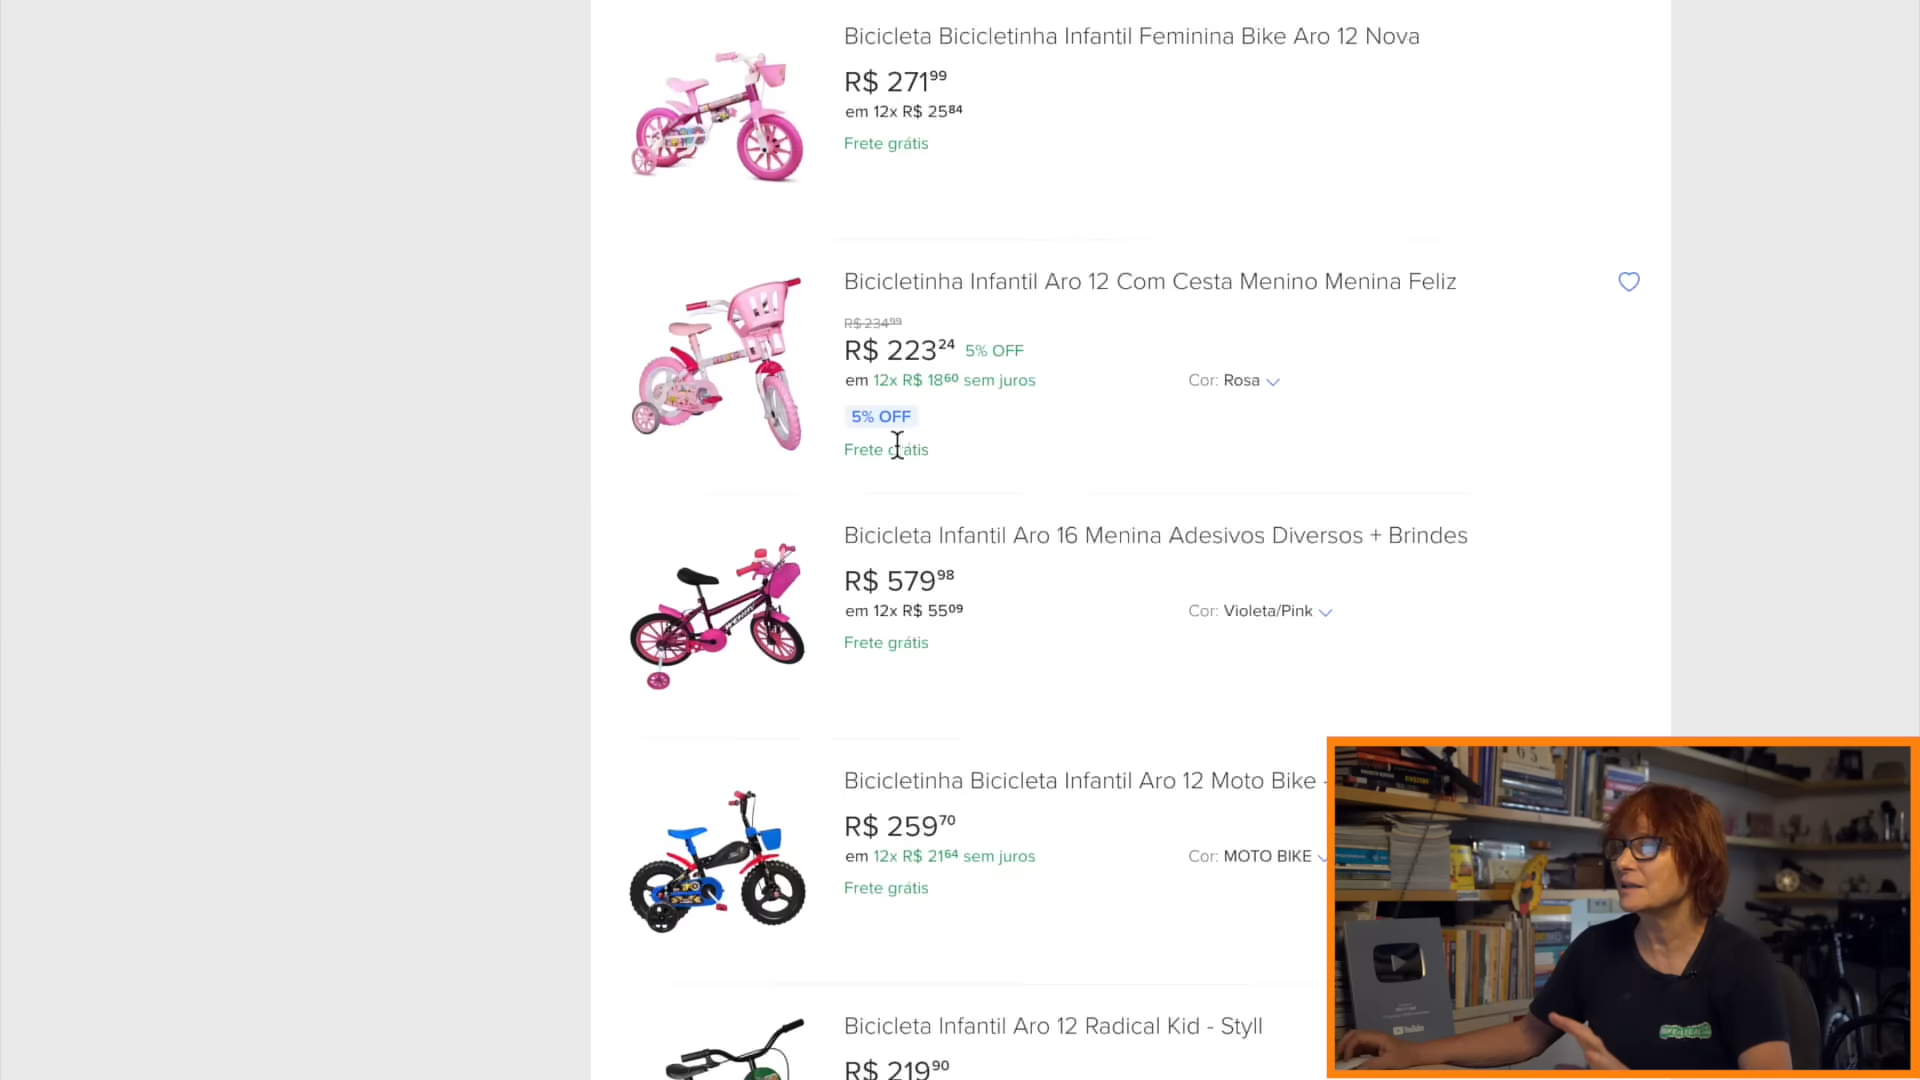 Bicicleta Bicicletinha Infantil Feminina Bike Aro 12 Nova
R$ 271⁹⁹
em 12x R$ 25⁸⁴
Frete grátis
Bicicletinha Infantil Aro 12 Com Cesta Menino Menina Feliz
R$ 234⁹⁹
R$ 223²⁴ 5% OFF
em 12x R$ 18⁶⁰ sem juros
Cor: Rosa
5% OFF
Frete grátis
Bicicleta Infantil Aro 16 Menina Adesivos Diversos + Brindes
R$ 579⁹⁸
em 12x R$ 55⁰⁹
Cor: Violeta/Pink
Frete grátis
Bicicletinha Bicicleta Infantil Aro 12 Moto Bike -
R$ 259⁷⁰
em 12x R$ 21⁶⁴ sem juros
Cor: MOTO BIKE
Frete grátis
Bicicleta Infantil Aro 12 Radical Kid - Styll
R$ 219⁹⁰
YouTube